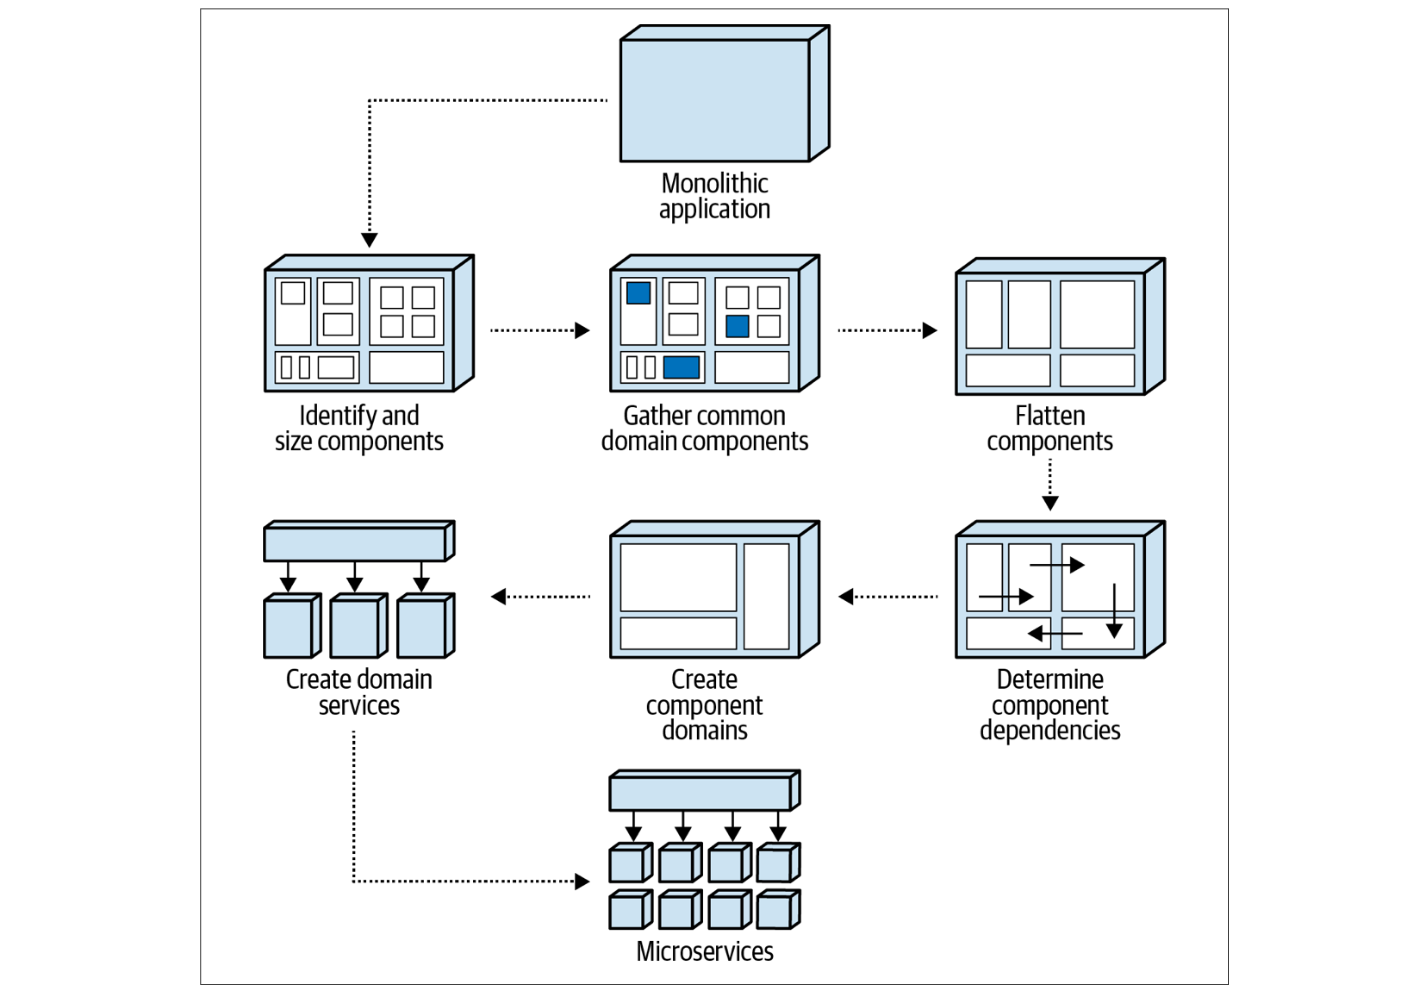 Monolithic
application
Identify and
size components
Gather common
domain components
Flatten
components
Determine
component
dependencies
Create
component
domains
Create domain
services
Microservices